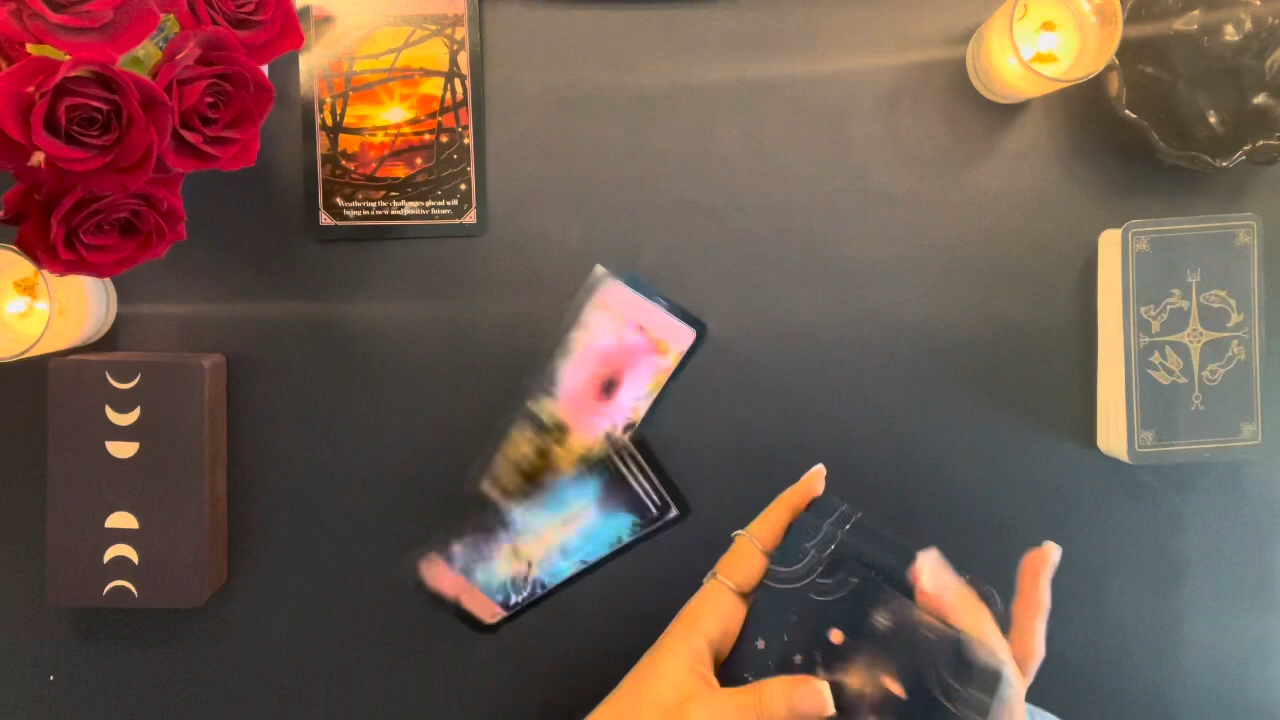 Weathering the challenges ahead will
bring in a new and positive future.